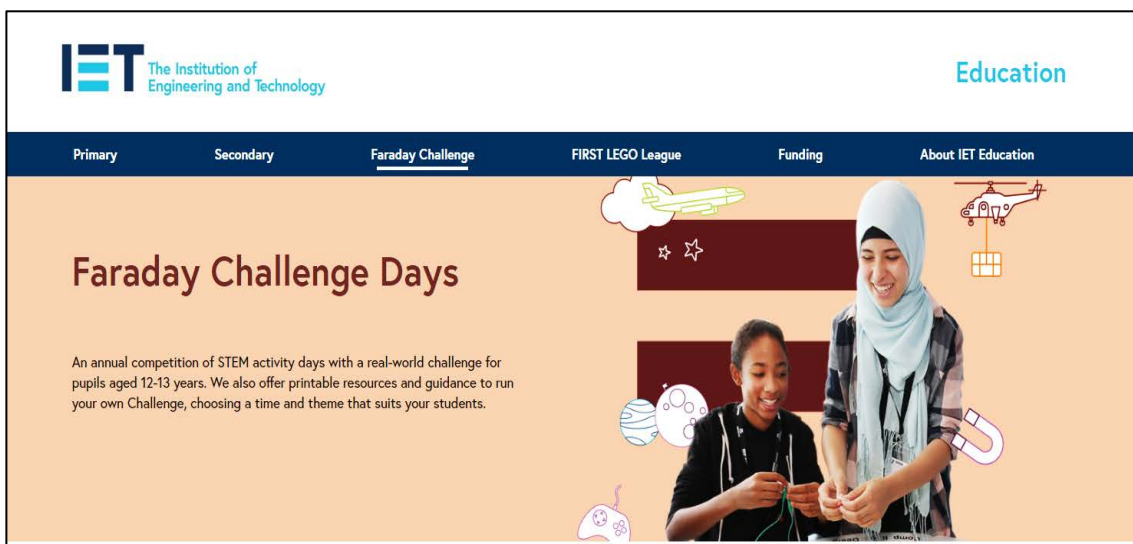 IET
The Institution of
Engineering and Technology
Education
Primary Secondary Faraday Challenge FIRST LEGO League Funding About IET Education
Faraday Challenge Days
An annual competition of STEM activity days with a real-world challenge for
pupils aged 12-13 years. We also offer printable resources and guidance to run
your own Challenge, choosing a time and theme that suits your students.